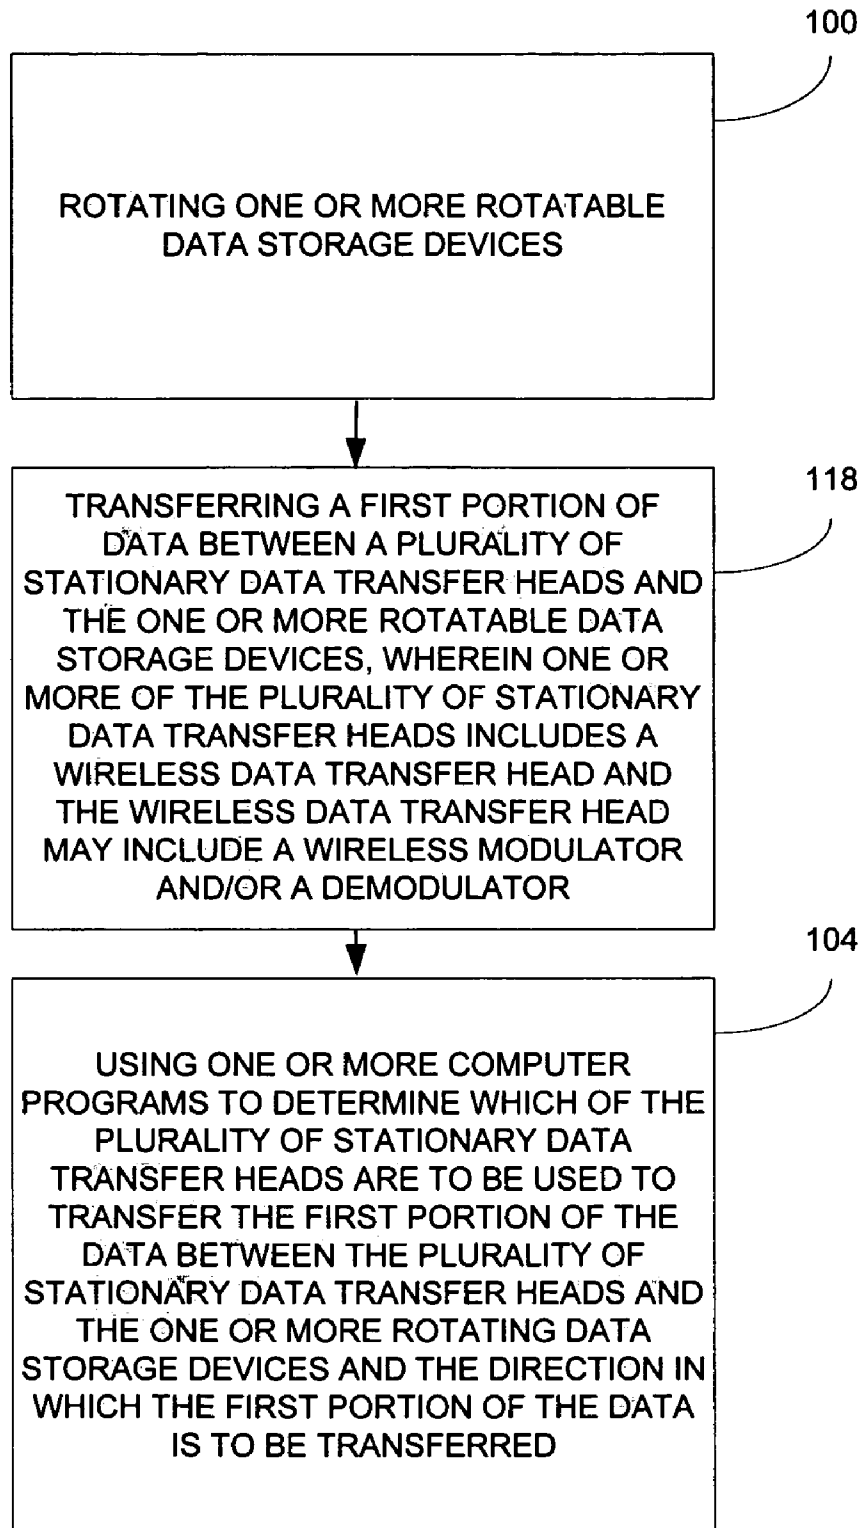 100
ROTATING ONE OR MORE ROTATABLE
DATA STORAGE DEVICES
118
TRANSFERRING A FIRST PORTION OF
DATA BETWEEN A PLURALITY OF
STATIONARY DATA TRANSFER HEADS AND
THE ONE OR MORE ROTATABLE DATA
STORAGE DEVICES, WHEREIN ONE OR
MORE OF THE PLURALITY OF STATIONARY
DATA TRANSFER HEADS INCLUDES A
WIRELESS DATA TRANSFER HEAD AND
THE WIRELESS DATA TRANSFER HEAD
MAY INCLUDE A WIRELESS MODULATOR
AND/OR A DEMODULATOR
104
USING ONE OR MORE COMPUTER
PROGRAMS TO DETERMINE WHICH OF THE
PLURALITY OF STATIONARY DATA
TRANSFER HEADS ARE TO BE USED TO
TRANSFER THE FIRST PORTION OF THE
DATA BETWEEN THE PLURALITY OF
STATIONARY DATA TRANSFER HEADS AND
THE ONE OR MORE ROTATING DATA
STORAGE DEVICES AND THE DIRECTION IN
WHICH THE FIRST PORTION OF THE DATA
IS TO BE TRANSFERRED